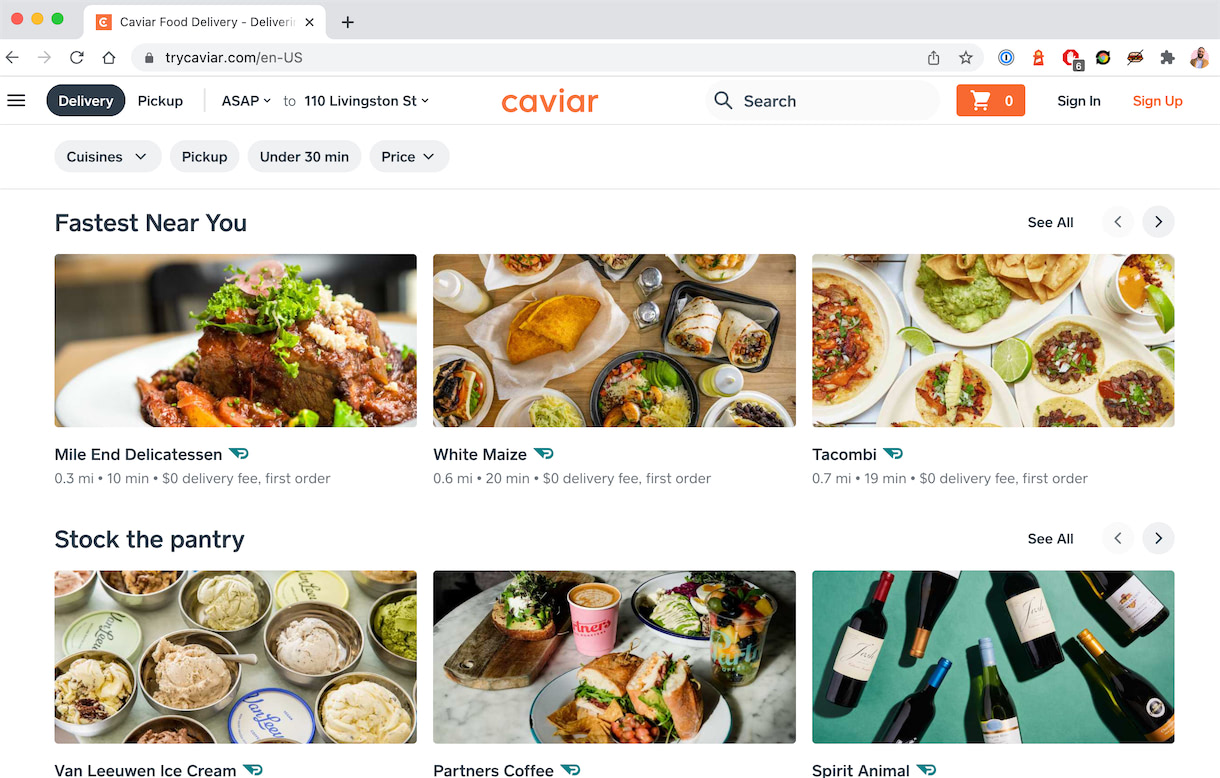 Caviar Food Delivery - Deliverin
trycaviar.com/en-US
6
Delivery Pickup ASAP to 110 Livingston St caviar Search 0 Sign In Sign Up
Cuisines Pickup Under 30 min Price
Fastest Near You See All
Mile End Delicatessen White Maize Tacombi
0.3 mi • 10 min • $0 delivery fee, first order 0.6 mi • 20 min • $0 delivery fee, first order 0.7 mi • 19 min • $0 delivery fee, first order
Stock the pantry See All
Van Leeuwen Ice Cream Partners Coffee Spirit Animal